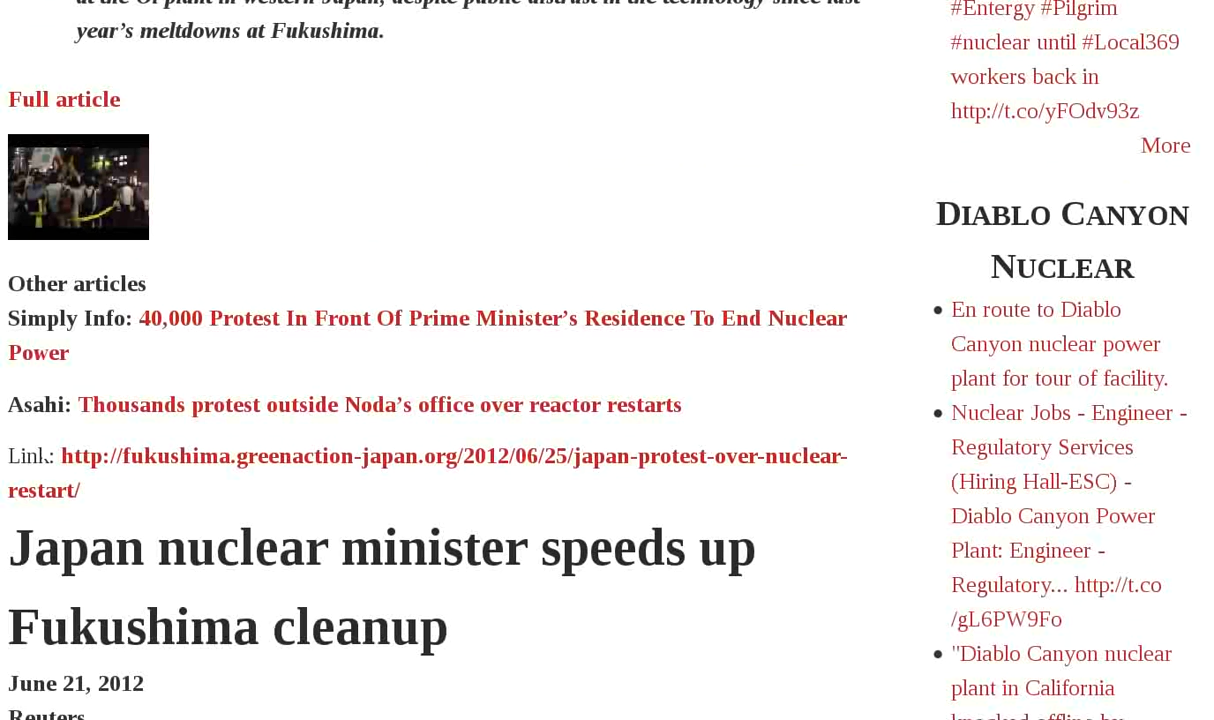 year’s meltdowns at Fukushima.
Full article
Other articles
Simply Info: 40,000 Protest In Front Of Prime Minister’s Residence To End Nuclear
Power
Asahi: Thousands protest outside Noda’s office over reactor restarts
Link: http://fukushima.greenaction-japan.org/2012/06/25/japan-protest-over-nuclear-
restart/
Japan nuclear minister speeds up
Fukushima cleanup
June 21, 2012
Reuters
#Entergy #Pilgrim
#nuclear until #Local369
workers back in
http://t.co/yFOdv93z
More
DIABLO CANYON
NUCLEAR
• En route to Diablo
Canyon nuclear power
plant for tour of facility.
• Nuclear Jobs - Engineer -
Regulatory Services
(Hiring Hall-ESC) -
Diablo Canyon Power
Plant: Engineer -
Regulatory... http://t.co
/gL6PW9Fo
• "Diablo Canyon nuclear
plant in California